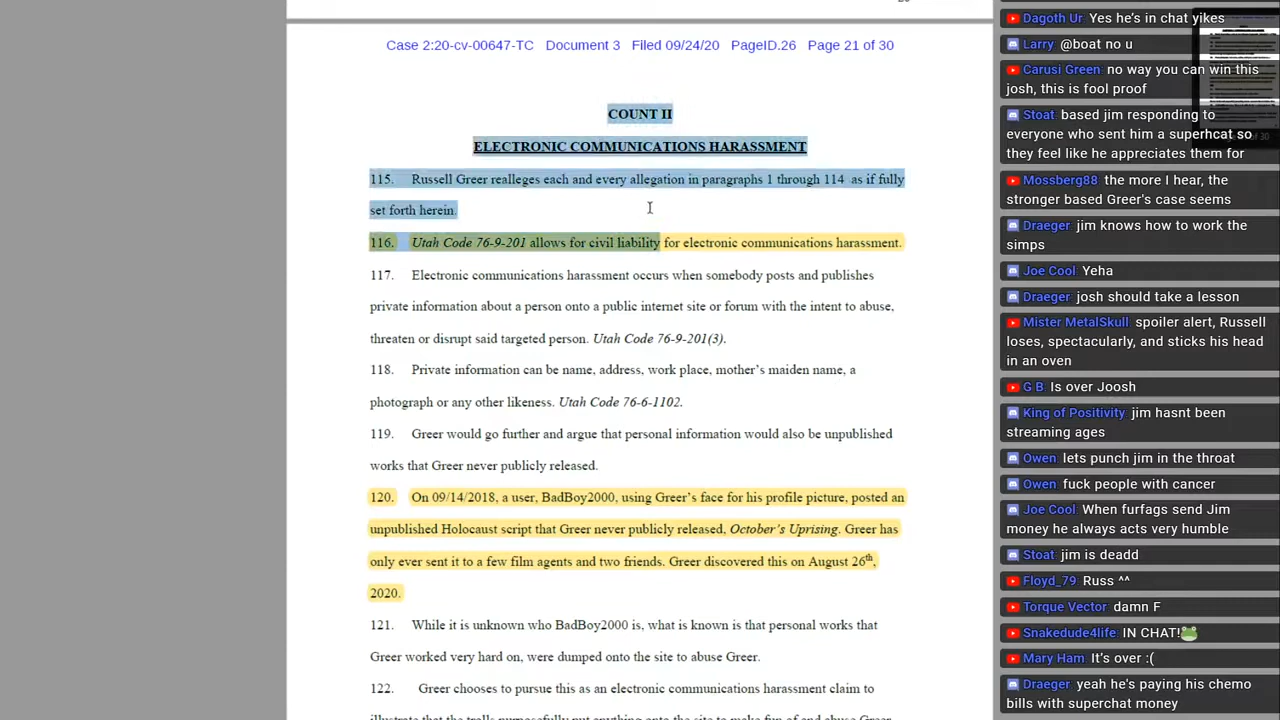 Case 2:20-cv-00647-TC Document 3 Filed 09/24/20 PageID.26 Page 21 of 30
COUNT II
ELECTRONIC COMMUNICATIONS HARASSMENT
115. Russell Greer realleges each and every allegation in paragraphs 1 through 114 as if fully
set forth herein.
116. Utah Code 76-9-201 allows for civil liability for electronic communications harassment.
117. Electronic communications harassment occurs when somebody posts and publishes
private information about a person onto a public internet site or forum with the intent to abuse,
threaten or disrupt said targeted person. Utah Code 76-9-201(3).
118. Private information can be name, address, work place, mother's maiden name, a
photograph or any other likeness. Utah Code 76-6-1102.
119. Greer would go further and argue that personal information would also be unpublished
works that Greer never publicly released.
120. On 09/14/2018, a user, BadBoy2000, using Greer's face for his profile picture, posted an
unpublished Holocaust script that Greer never publicly released, October's Uprising. Greer has
only ever sent it to a few film agents and two friends. Greer discovered this on August 26th,
2020.
121. While it is unknown who BadBoy2000 is, what is known is that personal works that
Greer worked very hard on, were dumped onto the site to abuse Greer.
122. Greer chooses to pursue this as an electronic communications harassment claim to
illustrate that the trolls purposefully put anything onto the site to make fun of and abuse Greer
Dagoth Ur Yes he's in chat yikes
Larry @boat no u
Carusi Green: no way you can win this
josh, this is fool proof
Stoat: based jim responding to
everyone who sent him a superhcat so
they feel like he appreciates them for
Mossberg88 the more I hear, the
stronger based Greer's case seems
Draeger: jim knows how to work the
simps
Joe Cool: Yeha
Draeger: josh should take a lesson
Mister MetalSkull spoiler alert, Russell
loses, spectacularly, and sticks his head
in an oven
G B: Is over Joosh
King of Positivity jim hasnt been
streaming ages
Owen: lets punch jim in the throat
Owen: fuck people with cancer
Joe Cool: When furfags send Jim
money he always acts very humble
Stoat: jim is deadd
Floyd_79: Russ ^^
Torque Vector: damn F
Snakedude4life: IN CHAT!🐸
Mary Ham: It's over :(
Draeger: yeah he's paying his chemo
bills with superchat money